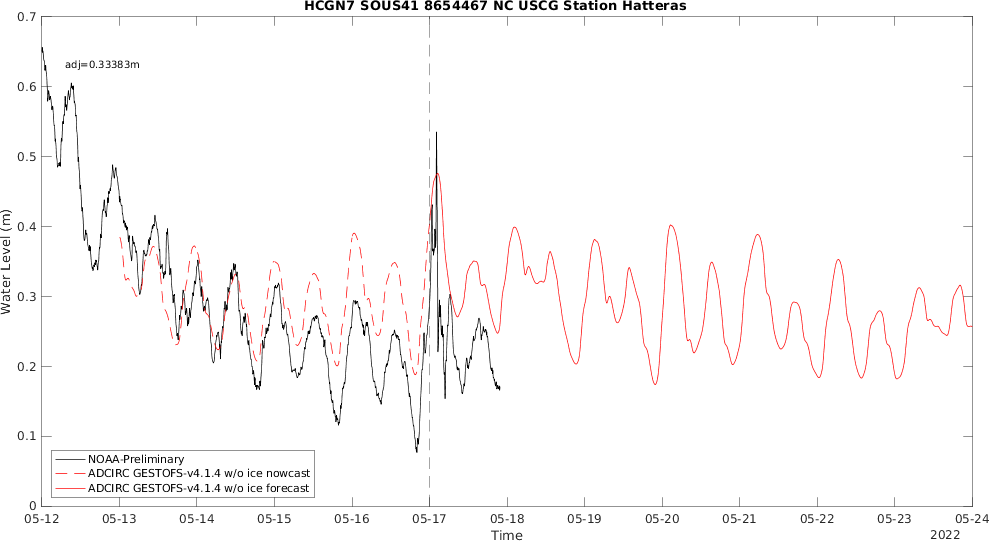 HCGN7 SOUS41 8654467 NC USCG Station Hatteras
adj=0.33383m
0.7
0.6
0.5
0.4
0.3
0.2
0.1
0
Water Level (m)
NOAA-Preliminary
ADCIRC GESTOFS-v4.1.4 w/o ice nowcast
ADCIRC GESTOFS-v4.1.4 w/o ice forecast
05-12 05-13 05-14 05-15 05-16 05-17 05-18 05-19 05-20 05-21 05-22 05-23 05-24
Time
2022